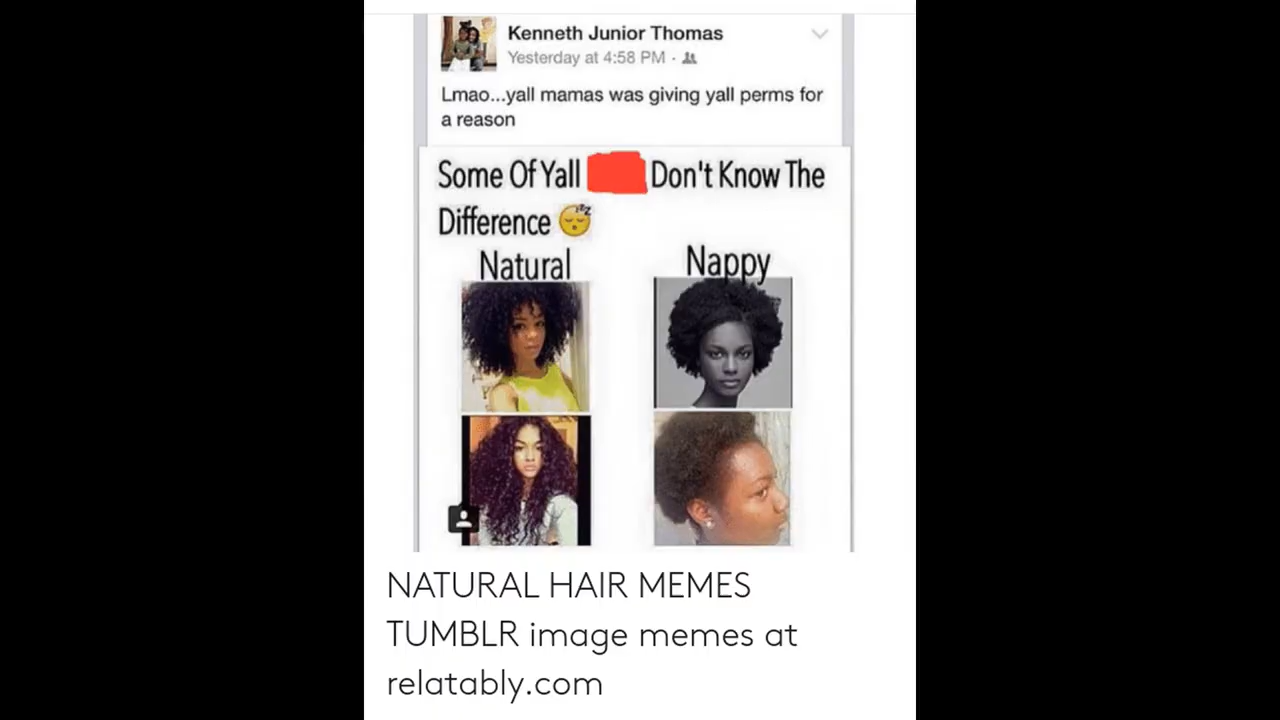 Kenneth Junior Thomas
Yesterday at 4:58 PM ·
Lmao...yall mamas was giving yall perms for
a reason
Some Of Yall Don't Know The
Difference 😴
Natural
Nappy
NATURAL HAIR MEMES
TUMBLR image memes at
relatably.com